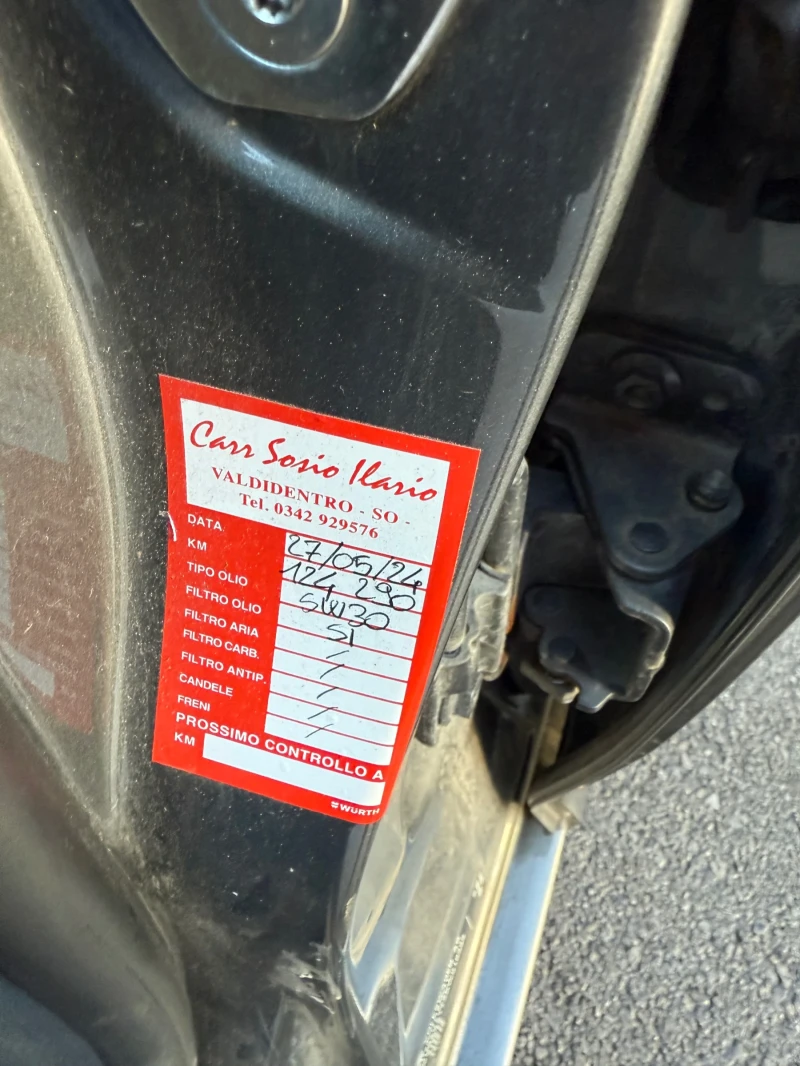 Carr Sosio Ilario
VALDIDENTRO - SO -
Tel. 0342 929576
DATA 27/05/24
KM 124 290
TIPO OLIO 5W30
FILTRO OLIO SI
FILTRO ARIA /
FILTRO CARB. /
FILTRO ANTIP. /
CANDELE /
FRENI /
PROSSIMO CONTROLLO A
KM
WÜRTH